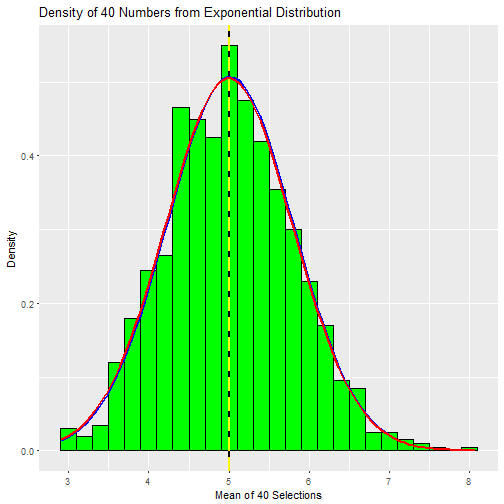 Density of 40 Numbers from Exponential Distribution
Density
0.4
0.2
0.0
3 4 5 6 7 8
Mean of 40 Selections